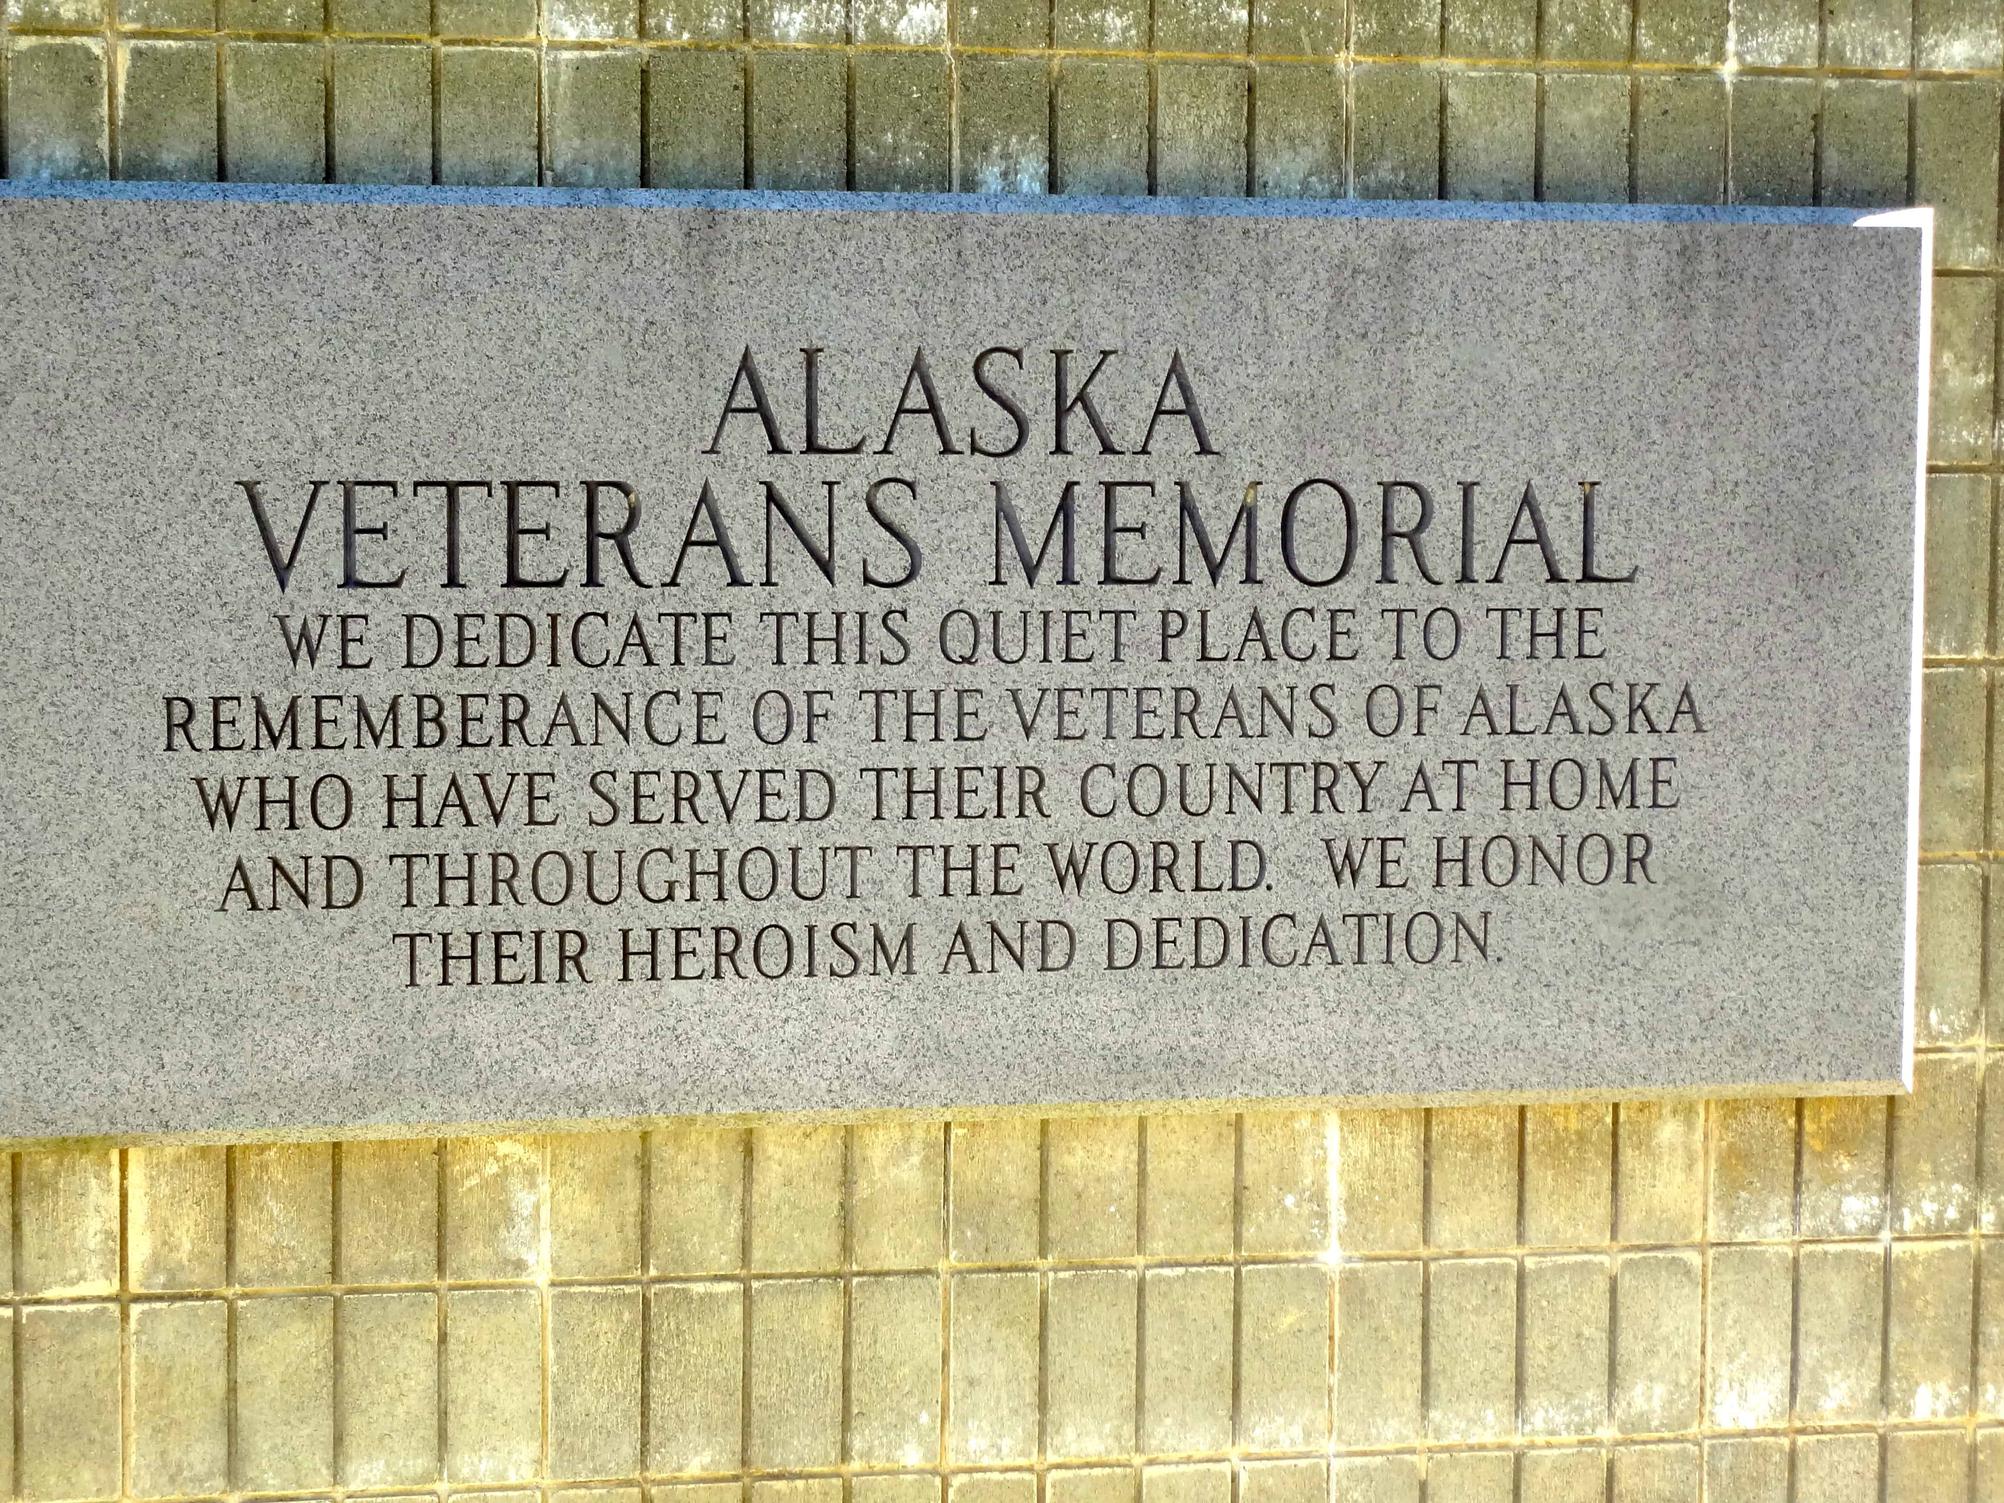 ALASKA
VETERANS MEMORIAL
WE DEDICATE THIS QUIET PLACE TO THE
REMEMBERANCE OF THE VETERANS OF ALASKA
WHO HAVE SERVED THEIR COUNTRY AT HOME
AND THROUGHOUT THE WORLD. WE HONOR
THEIR HEROISM AND DEDICATION.